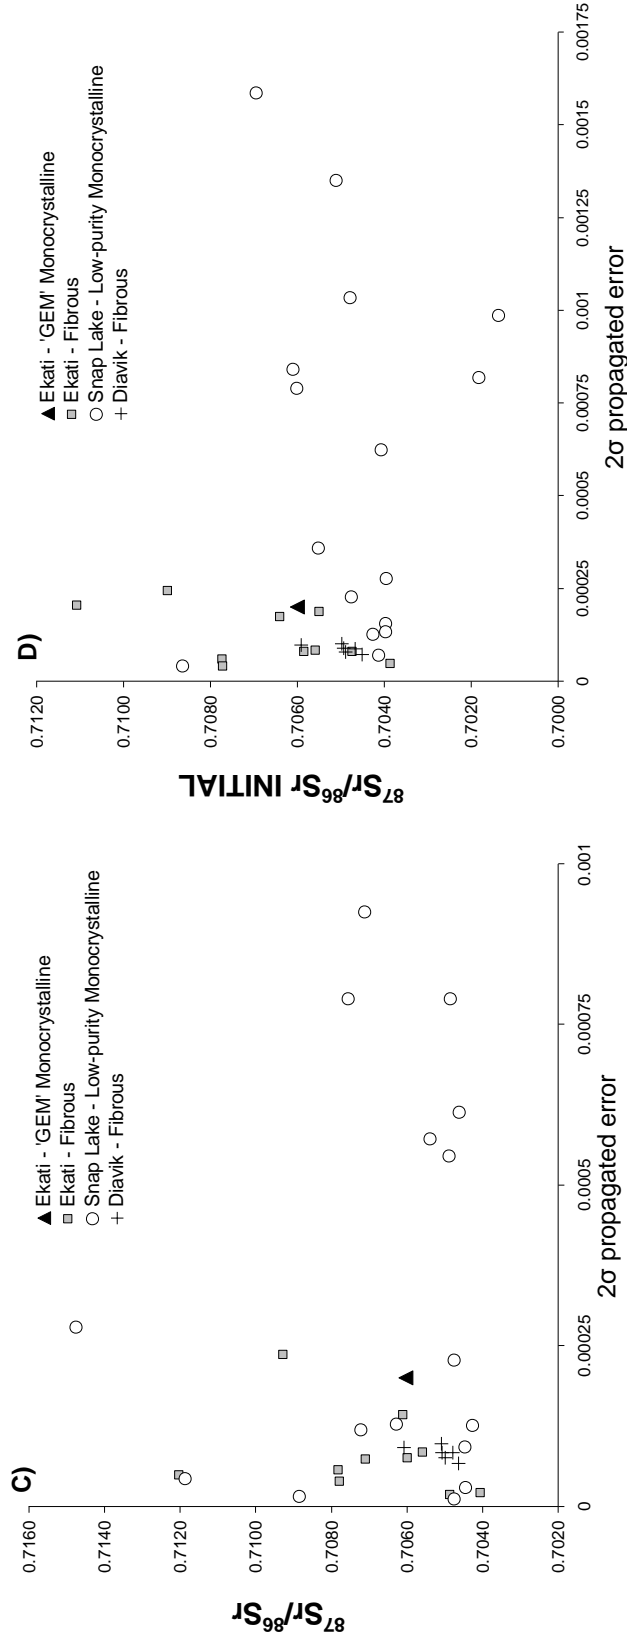 C)
⁸⁷Sr/⁸⁶Sr
0.7160
0.7140
0.7120
0.7100
0.7080
0.7060
0.7040
0.7020
0
0.00025
0.0005
0.00075
0.001
2σ propagated error
Ekati - 'GEM' Monocrystalline
Ekati - Fibrous
Snap Lake - Low-purity Monocrystalline
Diavik - Fibrous
D)
⁸⁷Sr/⁸⁶Sr INITIAL
0.7120
0.7100
0.7080
0.7060
0.7040
0.7020
0.7000
0
0.00025
0.0005
0.00075
0.001
0.00125
0.0015
0.00175
2σ propagated error
Ekati - 'GEM' Monocrystalline
Ekati - Fibrous
Snap Lake - Low-purity Monocrystalline
Diavik - Fibrous